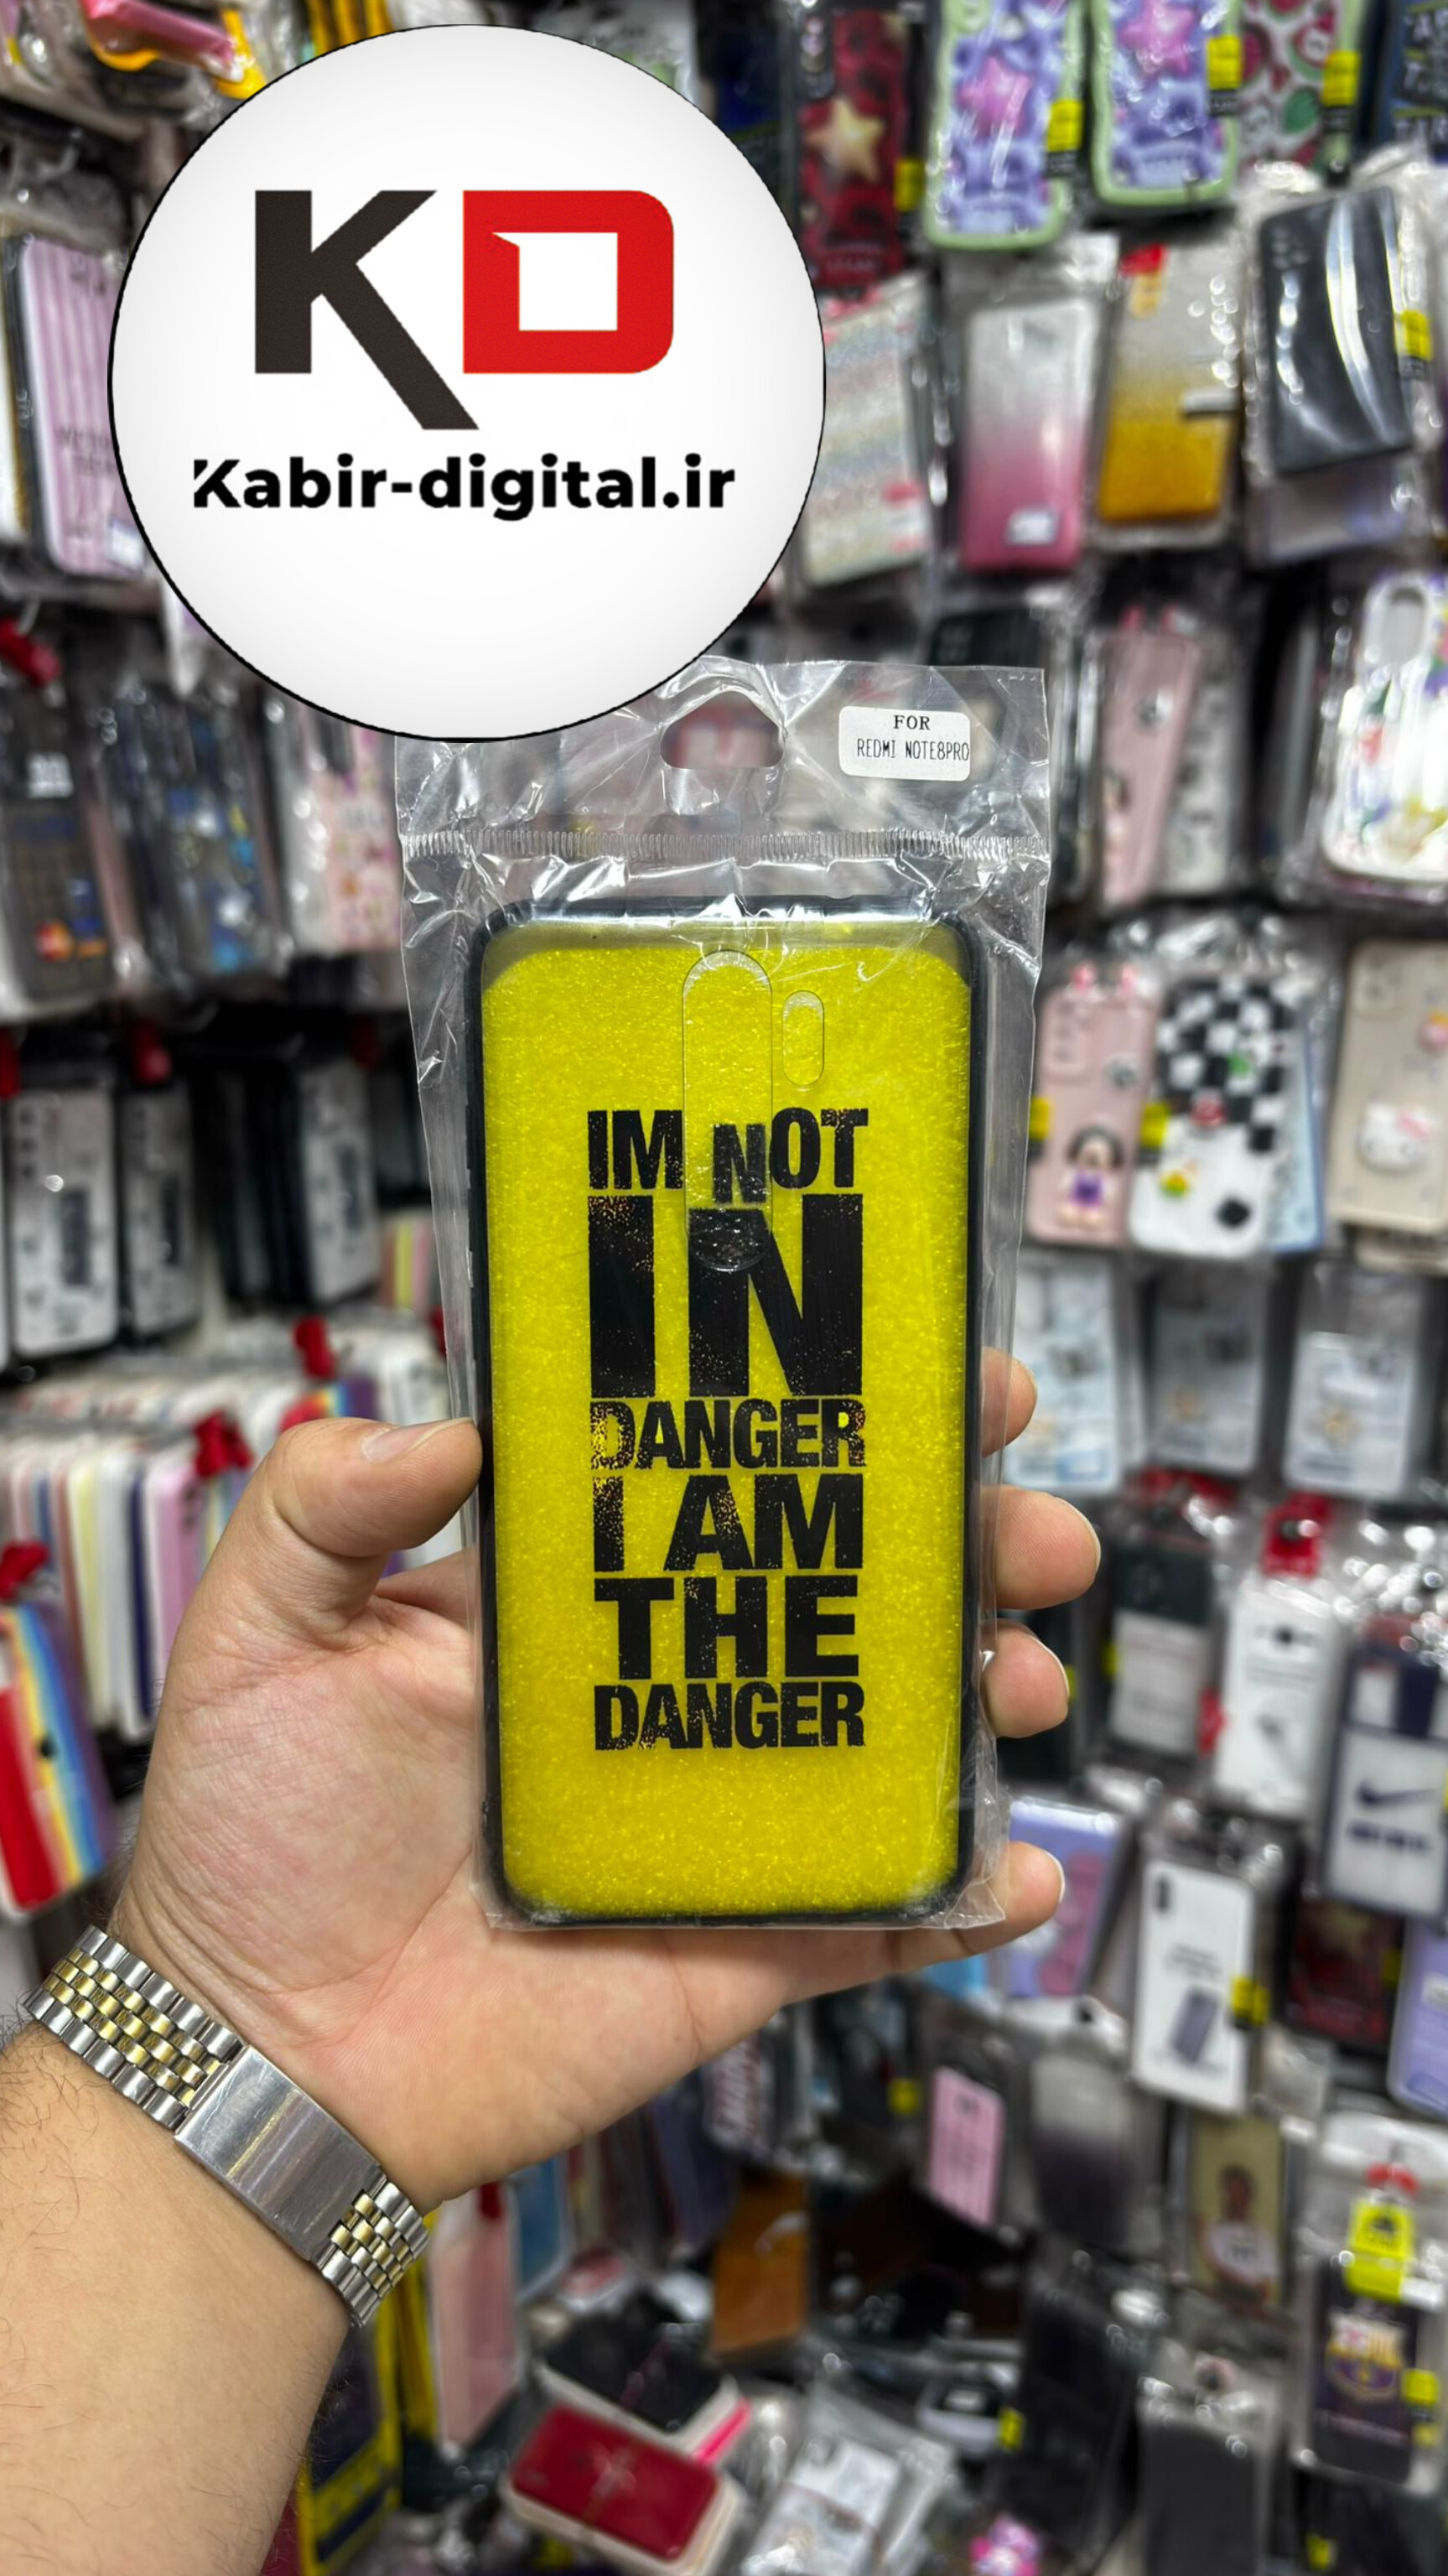 KD
Kabir-digital.ir
FOR
REDMI NOTE8PRO
IM NOT
IN
DANGER
I AM
THE
DANGER